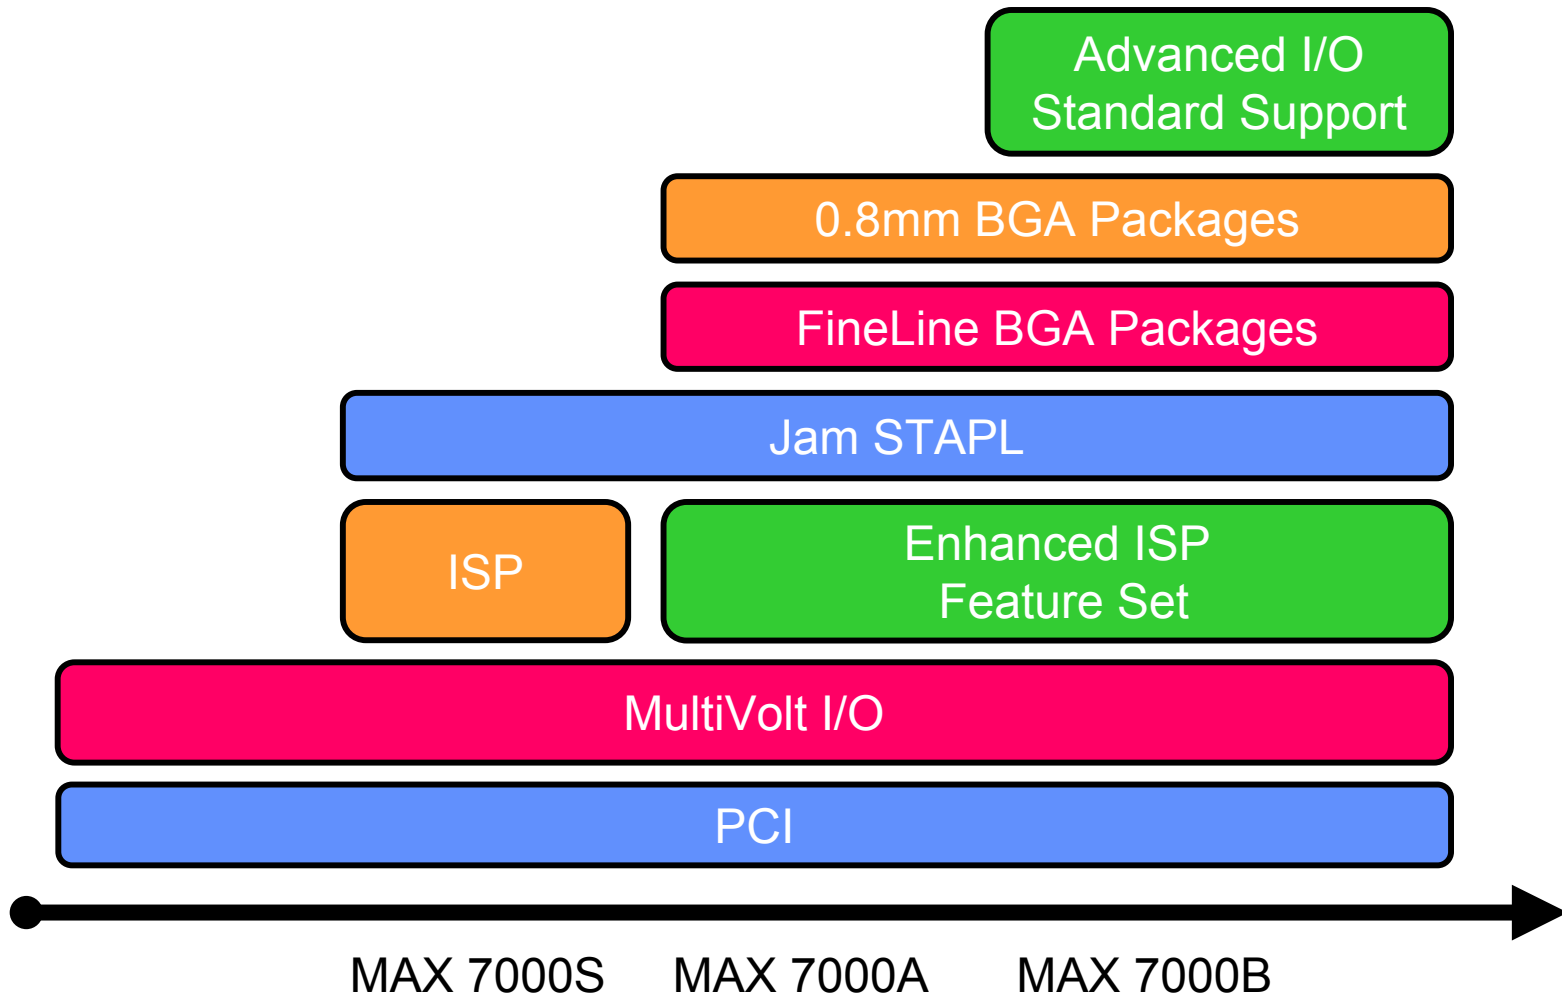 Advanced I/O
Standard Support
0.8mm BGA Packages
FineLine BGA Packages
Jam STAPL
ISP
Enhanced ISP
Feature Set
MultiVolt I/O
PCI
MAX 7000S
MAX 7000A
MAX 7000B